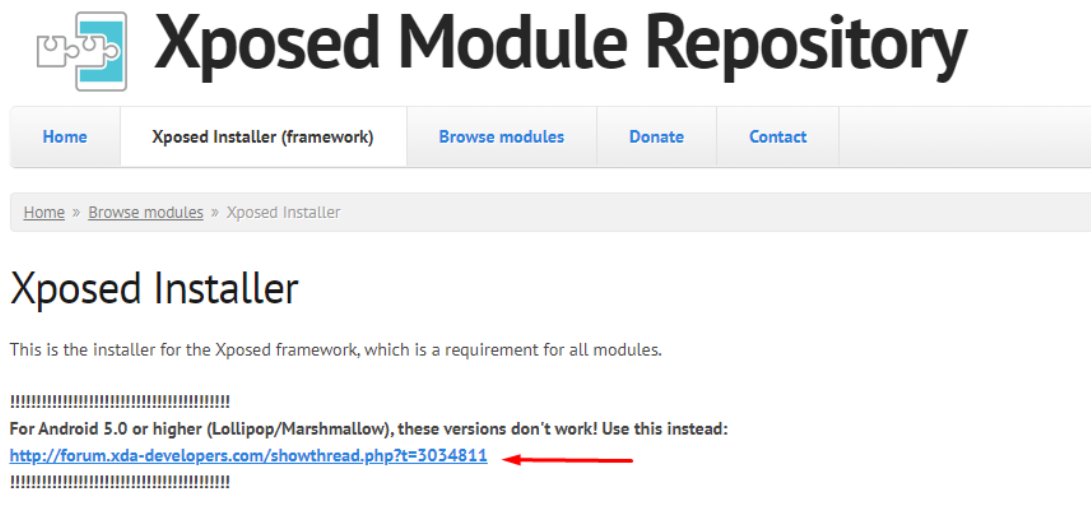 Xposed Module Repository
Home Xposed Installer (framework) Browse modules Donate Contact
Home » Browse modules » Xposed Installer
Xposed Installer
This is the installer for the Xposed framework, which is a requirement for all modules.
!!!!!!!!!!!!!!!!!!!!!!!!!!!!!!!!!!!!!!!!!!!!
For Android 5.0 or higher (Lollipop/Marshmallow), these versions don't work! Use this instead:
http://forum.xda-developers.com/showthread.php?t=3034811
!!!!!!!!!!!!!!!!!!!!!!!!!!!!!!!!!!!!!!!!!!!!